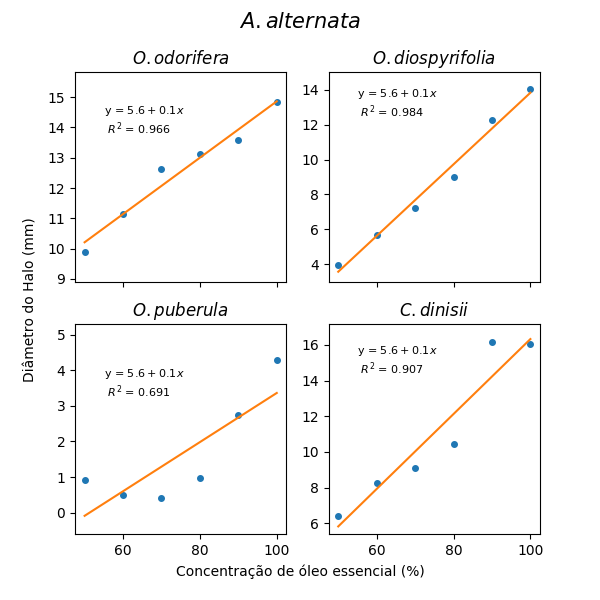 A. alternata
O. odorifera
O. diospyrifolia
15
14
13
12
11
10
9
y = 5.6 + 0.1x
R² = 0.966
14
12
10
8
6
4
y = 5.6 + 0.1x
R² = 0.984
Diâmetro do Halo (mm)
O. puberula
C. dinisii
5
4
3
2
1
0
y = 5.6 + 0.1x
R² = 0.691
60 80 100
16
14
12
10
8
6
y = 5.6 + 0.1x
R² = 0.907
60 80 100
Concentração de óleo essencial (%)